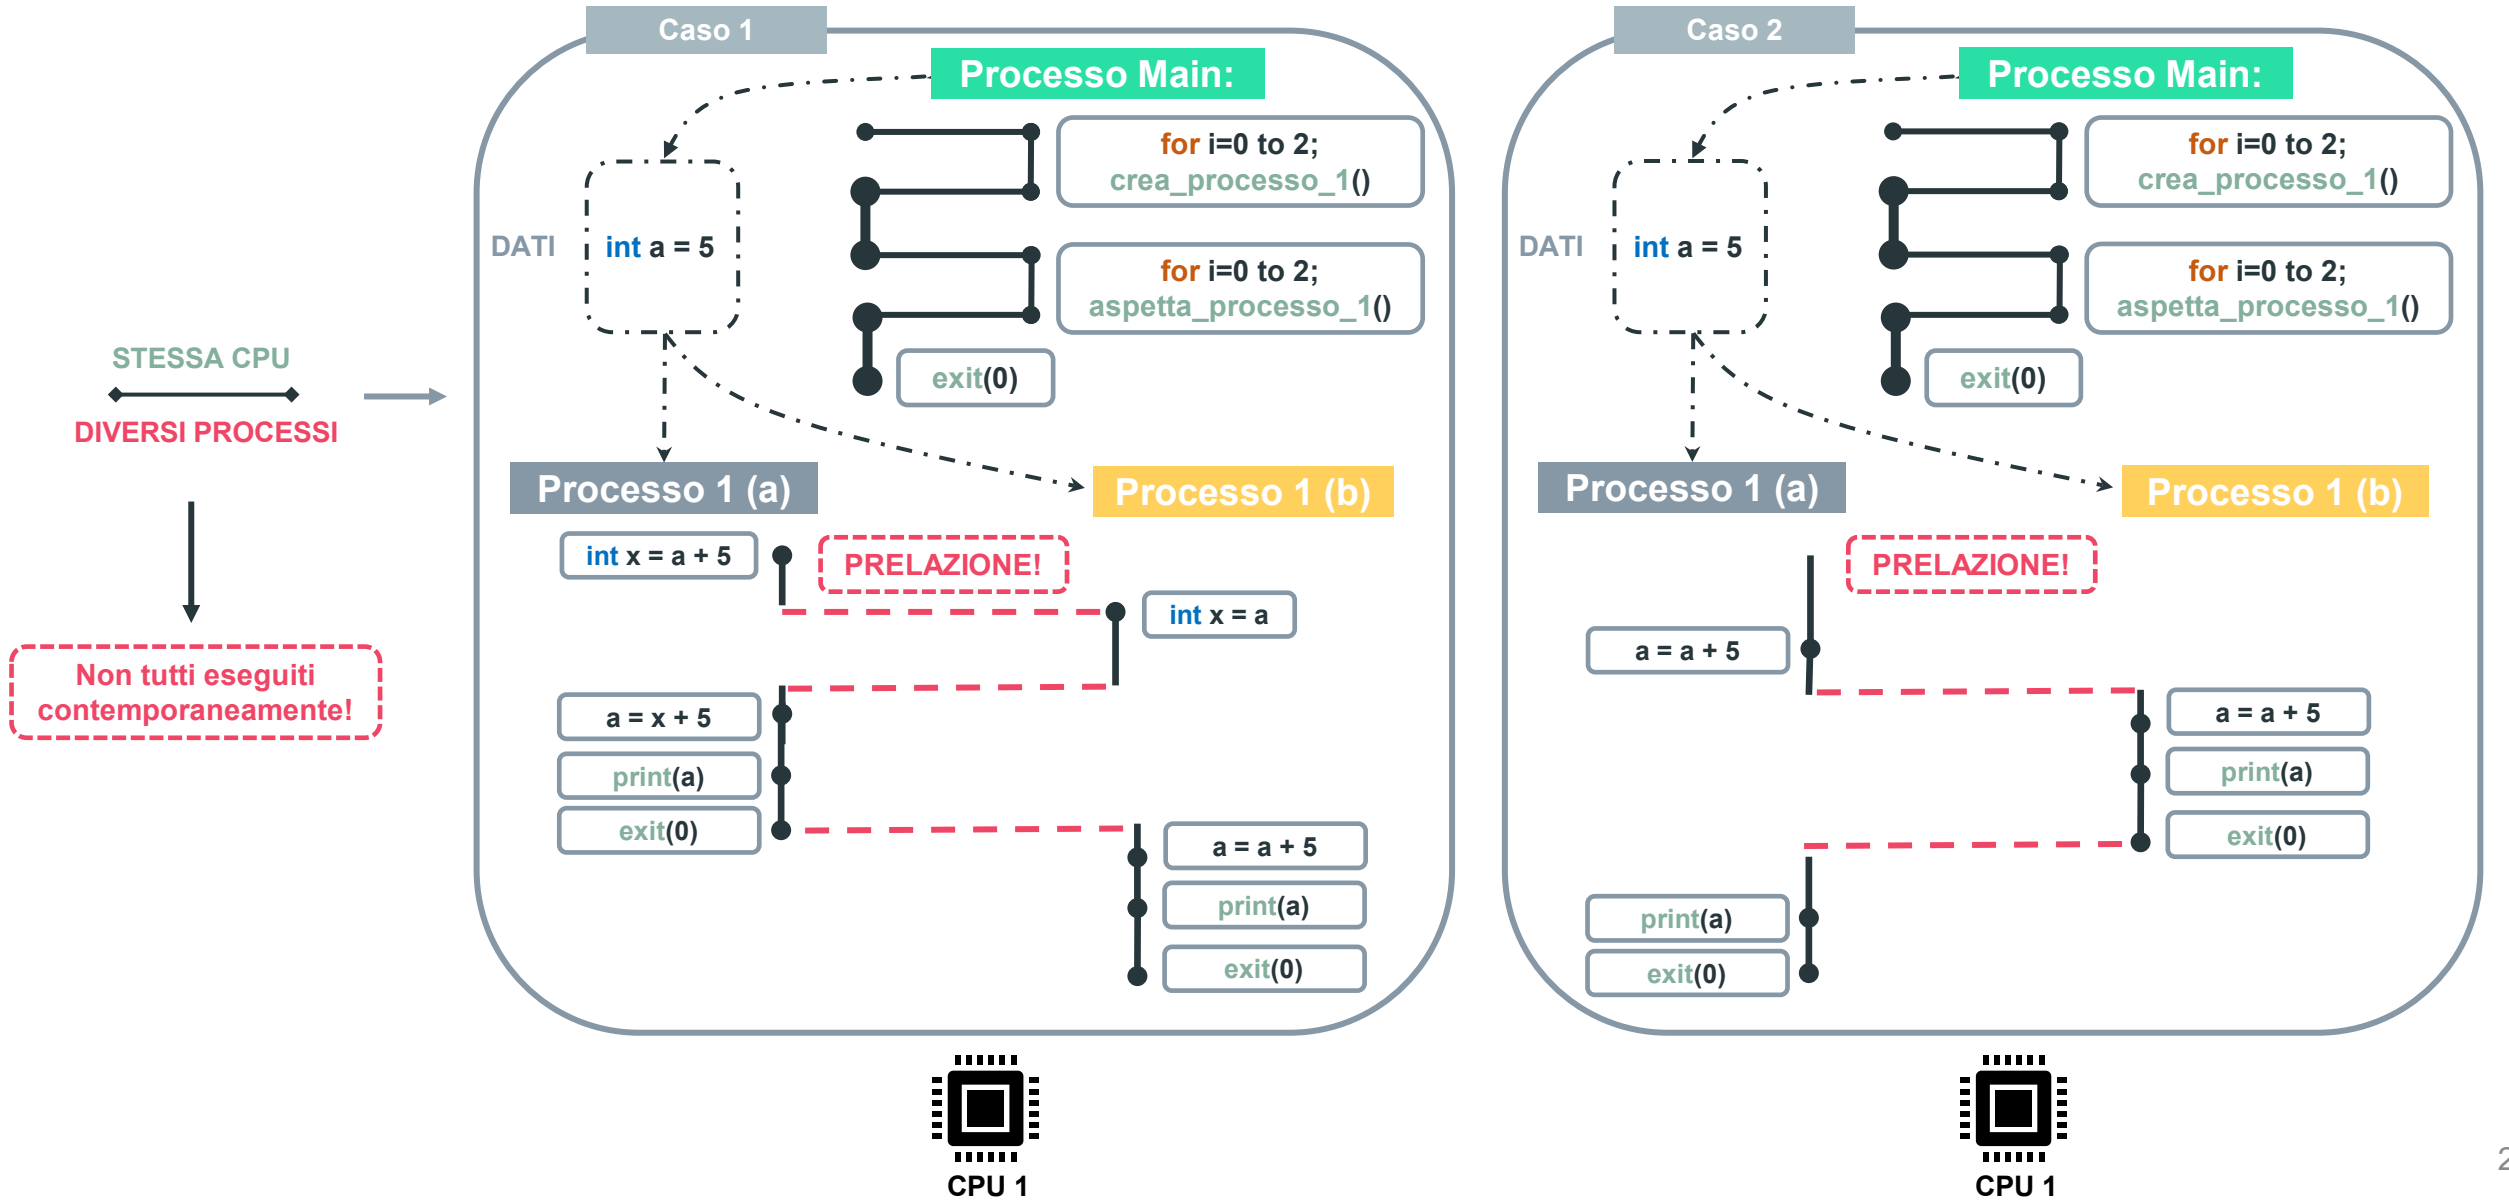 STESSA CPU
DIVERSI PROCESSI
Non tutti eseguiti
contemporaneamente!
Caso 1
Processo Main:
for i=0 to 2;
crea_processo_1()
DATI
int a = 5
for i=0 to 2;
aspetta_processo_1()
exit(0)
Processo 1 (a)
Processo 1 (b)
int x = a + 5
PRELAZIONE!
int x = a
a = x + 5
print(a)
exit(0)
a = a + 5
print(a)
exit(0)
CPU 1
Caso 2
Processo Main:
for i=0 to 2;
crea_processo_1()
DATI
int a = 5
for i=0 to 2;
aspetta_processo_1()
exit(0)
Processo 1 (a)
Processo 1 (b)
PRELAZIONE!
a = a + 5
a = a + 5
print(a)
exit(0)
print(a)
exit(0)
CPU 1
2